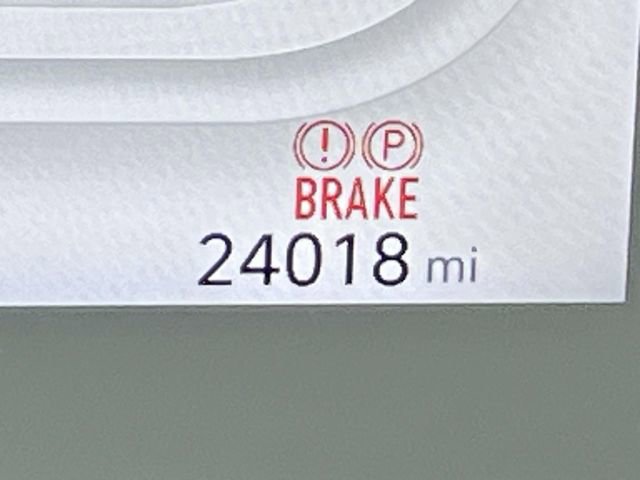 (!) (P)
BRAKE
24018 mi